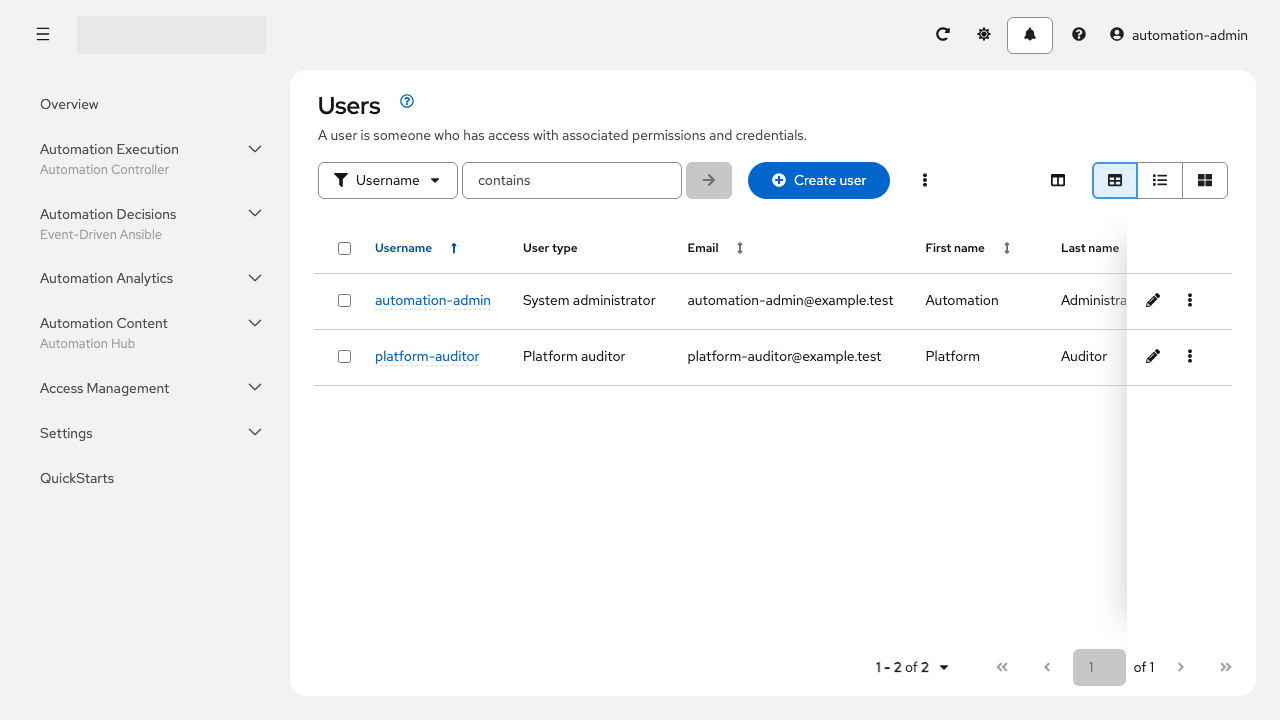 automation-admin
Overview
Automation Execution
Automation Controller
Automation Decisions
Event-Driven Ansible
Automation Analytics
Automation Content
Automation Hub
Access Management
Settings
QuickStarts
Users
A user is someone who has access with associated permissions and credentials.
Username contains Create user
Username User type Email First name Last name
automation-admin System administrator automation-admin@example.test Automation Administra
platform-auditor Platform auditor platform-auditor@example.test Platform Auditor
1 - 2 of 2 1 of 1